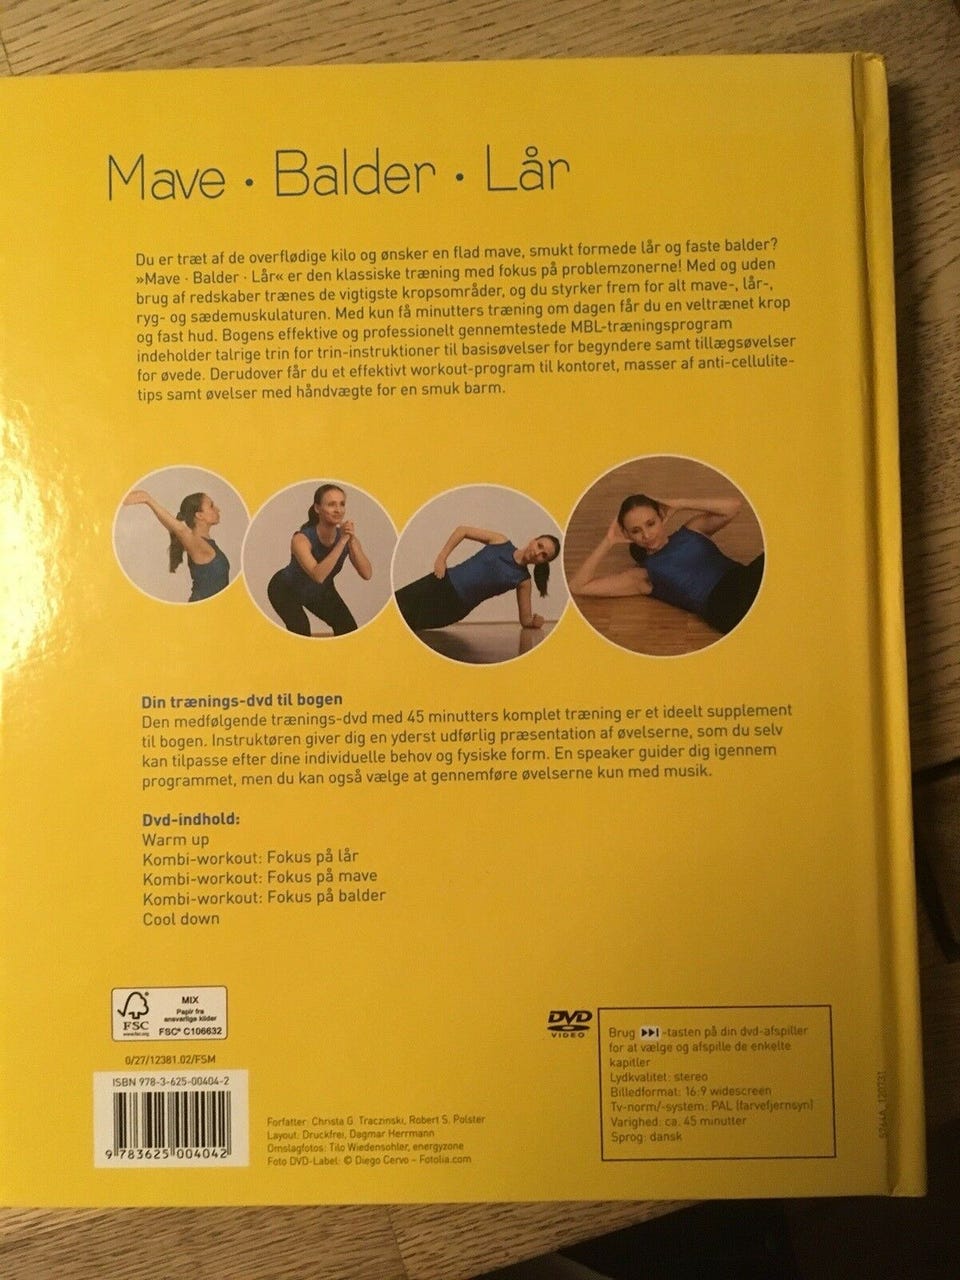 Mave · Balder · Lår
Du er træt af de overflødige kilo og ønsker en flad mave, smukt formede lår og faste balder?
»Mave · Balder · Lår« er den klassiske træning med fokus på problemzonerne! Med og uden
brug af redskaber trænes de vigtigste kropsområder, og du styrker frem for alt mave-, lår-,
ryg- og sædemuskulaturen. Med kun få minutters træning om dagen får du en veltrænet krop
og fast hud. Bogens effektive og professionelt gennemtestede MBL-træningsprogram
indeholder talrige trin for trin-instruktioner til basisøvelser for begyndere samt tillægsøvelser
for øvede. Derudover får du et effektivt workout-program til kontoret, masser af anti-cellulite-
tips samt øvelser med håndvægte for en smuk barm.
Din trænings-dvd til bogen
Den medfølgende trænings-dvd med 45 minutters komplet træning er et ideelt supplement
til bogen. Instruktøren giver dig en yderst udførlig præsentation af øvelserne, som du selv
kan tilpasse efter dine individuelle behov og fysiske form. En speaker guider dig igennem
programmet, men du kan også vælge at gennemføre øvelserne kun med musik.
Dvd-indhold:
Warm up
Kombi-workout: Fokus på lår
Kombi-workout: Fokus på mave
Kombi-workout: Fokus på balder
Cool down
FSC
www.fsc.org
MIX
Papir fra
ansvarlige kilder
FSC® C106632
0/27/12381.02/FSM
ISBN 978-3-625-00404-2
9 783625 004042
Forfatter: Christa G. Traczinski, Robert S. Polster
Layout: Druckfrei, Dagmar Herrmann
Omslagfotos: Tilo Wiedensohler, energyzone
Foto DVD-Label: © Diego Cervo – Fotolia.com
DVD
VIDEO
Brug -tasten på din dvd-afspiller
for at vælge og afspille de enkelte
kapitler
Lydkvalitet: stereo
Billedformat: 16:9 widescreen
Tv-norm/-system: PAL (farvefjernsyn)
Varighed: ca. 45 minutter
Sprog: dansk